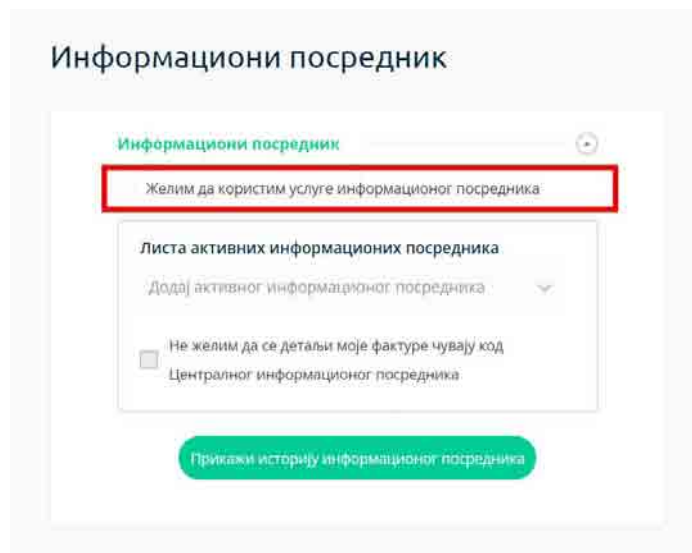 Информациони посредник
Информациони посредник
Желим да користим услуге информационог посредника
Листа активних информационих посредника
Додај активног информационог посредника
Не желим да се детаљи моје фактуре чувају код
Централног информационог посредника
Прикажи историју информационог посредника